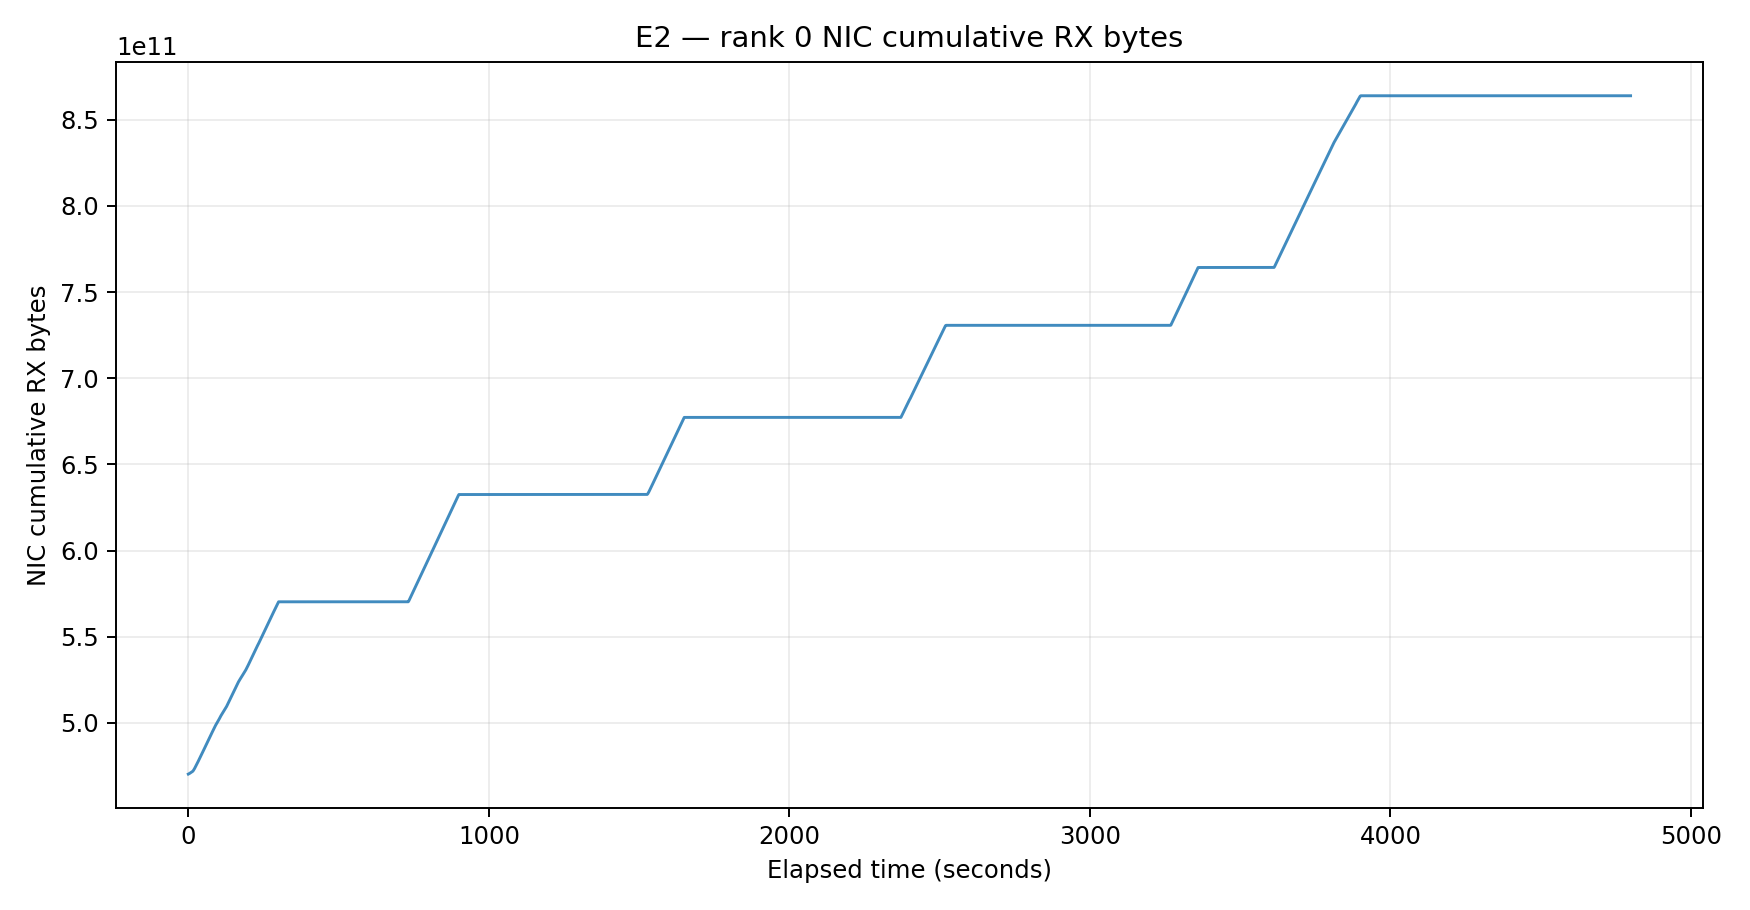 E2 — rank 0 NIC cumulative RX bytes
1e11
8.5
8.0
7.5
7.0
6.5
6.0
5.5
5.0
NIC cumulative RX bytes
0 1000 2000 3000 4000 5000
Elapsed time (seconds)